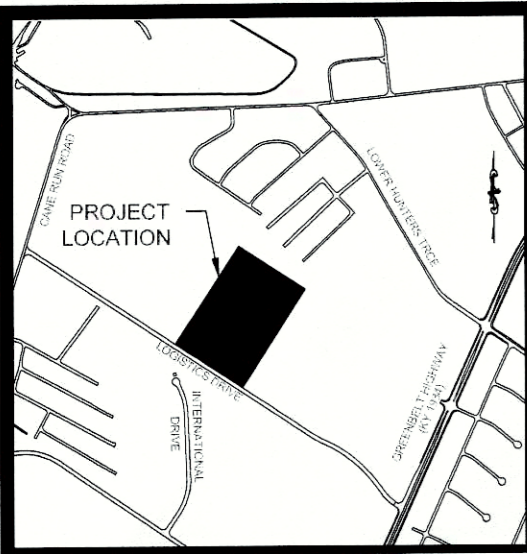 CANE RUN ROAD
LOWER HUNTERS TRCE
PROJECT
LOCATION
LOGISTICS DRIVE
INTERNATIONAL
DRIVE
GREENBELT HIGHWAY
(KY 1934)